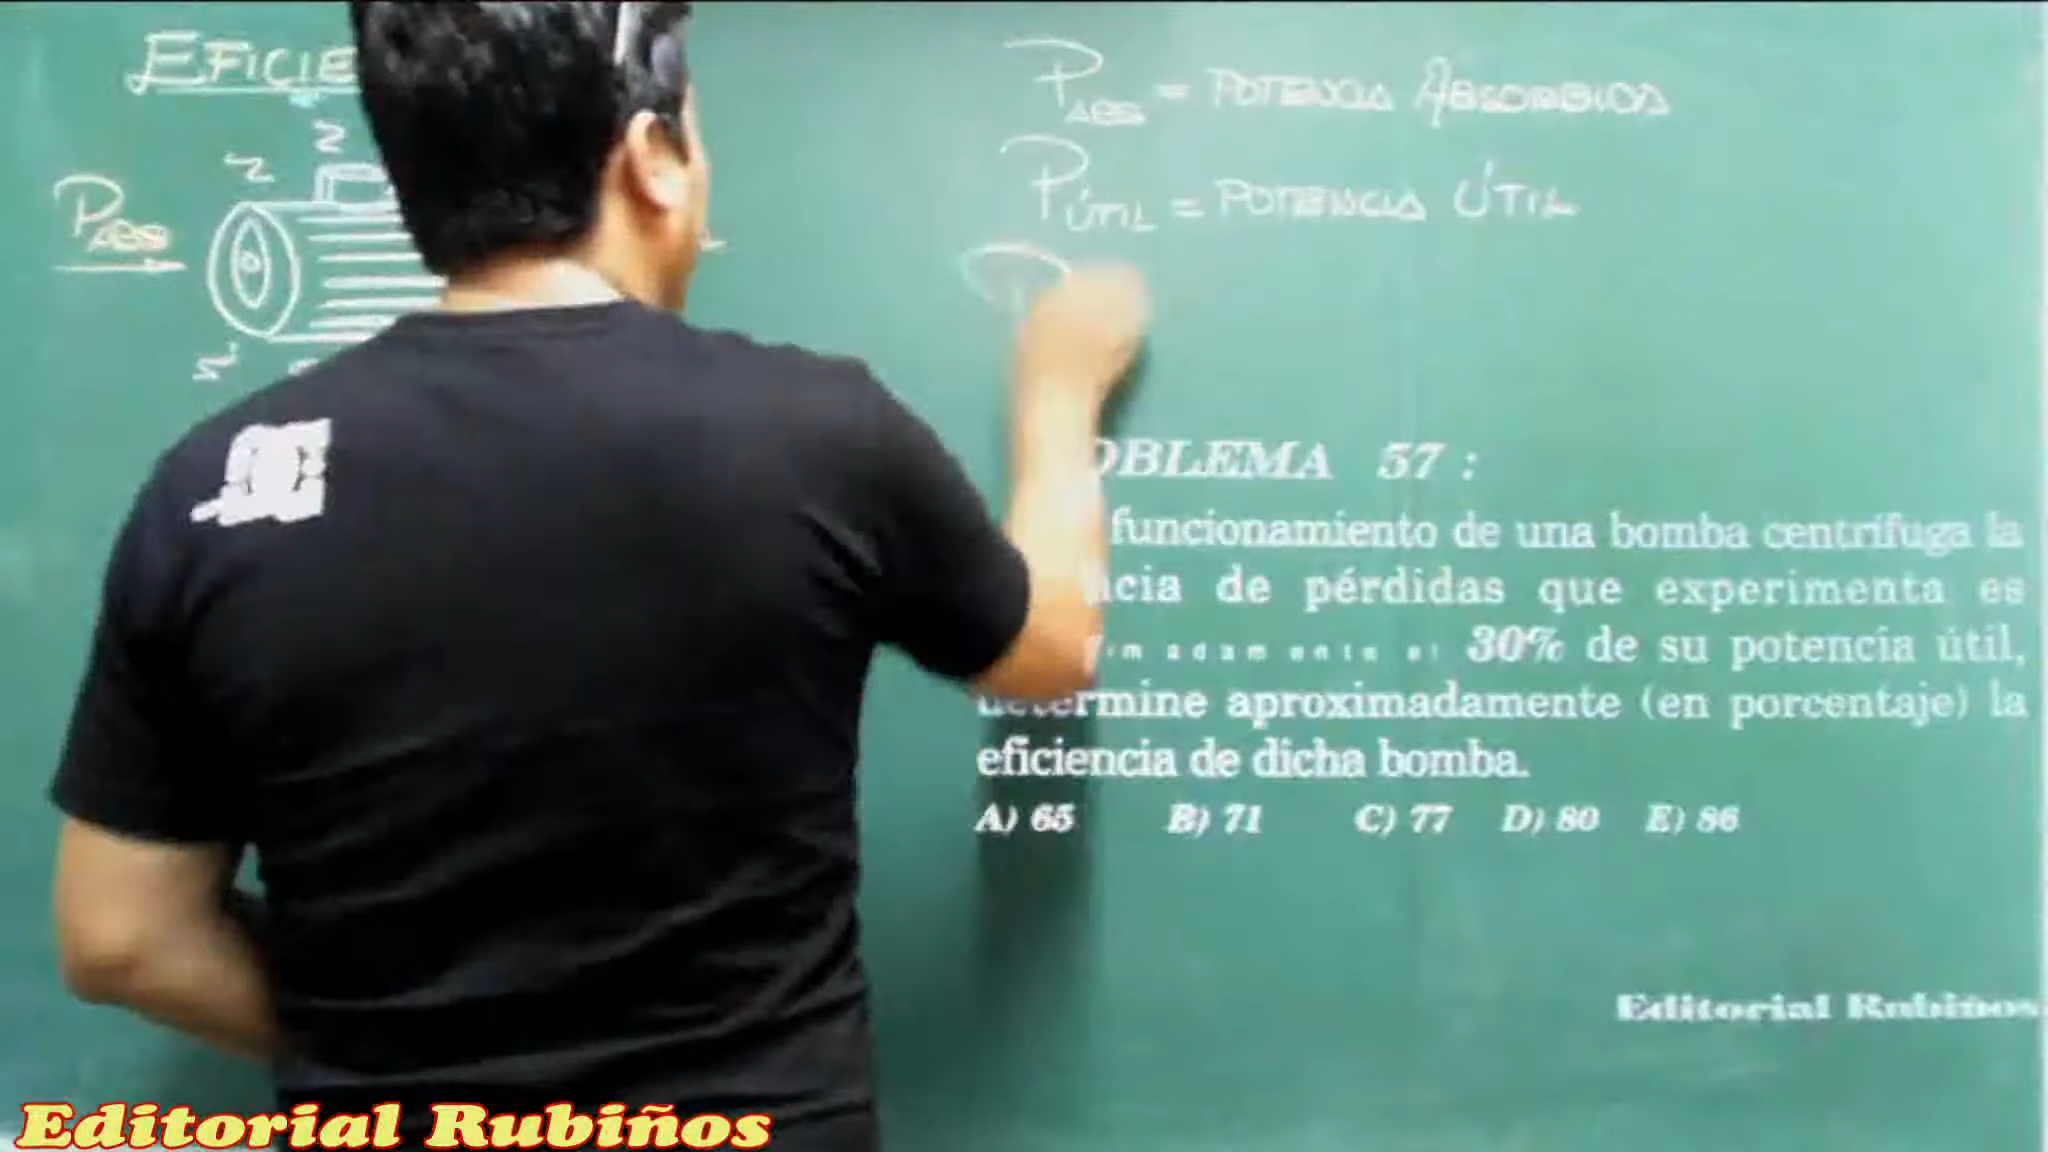 EFICIE
P ABS = POTENCIA ABSORBIDA
P ÚTIL = POTENCIA ÚTIL
P ABS
P
OBLEMA 57 :
funcionamiento de una bomba centrífuga la
ncia de pérdidas que experimenta es
imadamente el 30% de su potencia útil,
determine aproximadamente (en porcentaje) la
eficiencia de dicha bomba.
A) 65 B) 71 C) 77 D) 80 E) 86
Editorial Rubiños
Editorial Rubiños